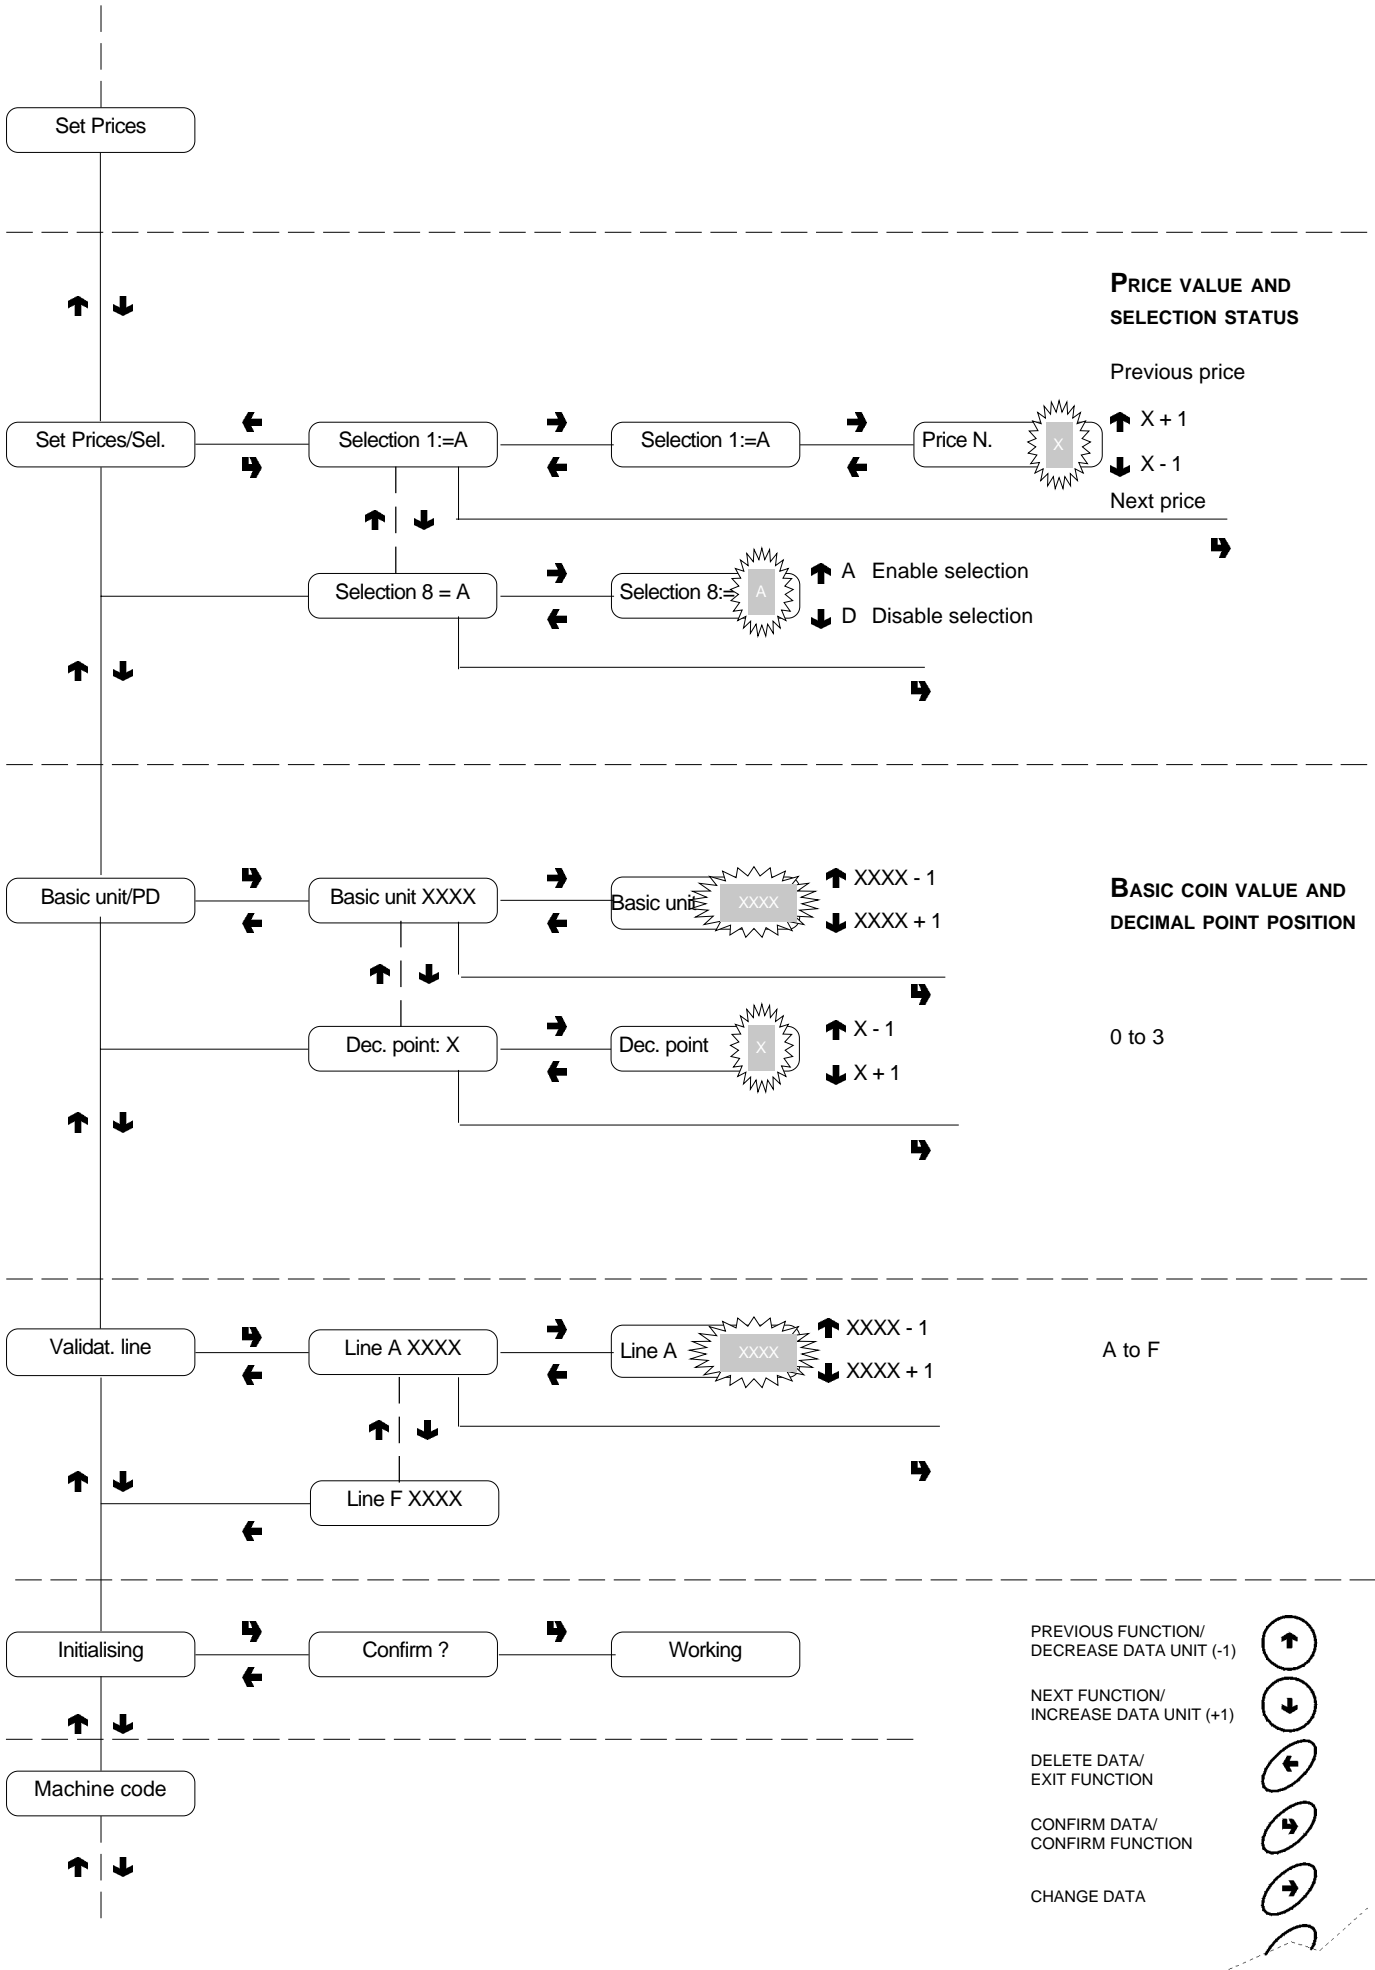 Set Prices
PRICE VALUE AND
SELECTION STATUS
Previous price
X + 1
Set Prices/Sel.
Selection 1:=A
Selection 1:=A
Price N.
X
X - 1
Next price
Selection 8 = A
Selection 8:=
A
A Enable selection
D Disable selection
Basic unit/PD
Basic unit XXXX
Basic unit
XXXX
XXXX - 1
XXXX + 1
BASIC COIN VALUE AND
DECIMAL POINT POSITION
Dec. point: X
Dec. point
X
X - 1
X + 1
0 to 3
Validat. line
Line A XXXX
Line A
XXXX
XXXX - 1
XXXX + 1
A to F
Line F XXXX
Initialising
Confirm ?
Working
PREVIOUS FUNCTION/
DECREASE DATA UNIT (-1)
NEXT FUNCTION/
INCREASE DATA UNIT (+1)
Machine code
DELETE DATA/
EXIT FUNCTION
CONFIRM DATA/
CONFIRM FUNCTION
CHANGE DATA